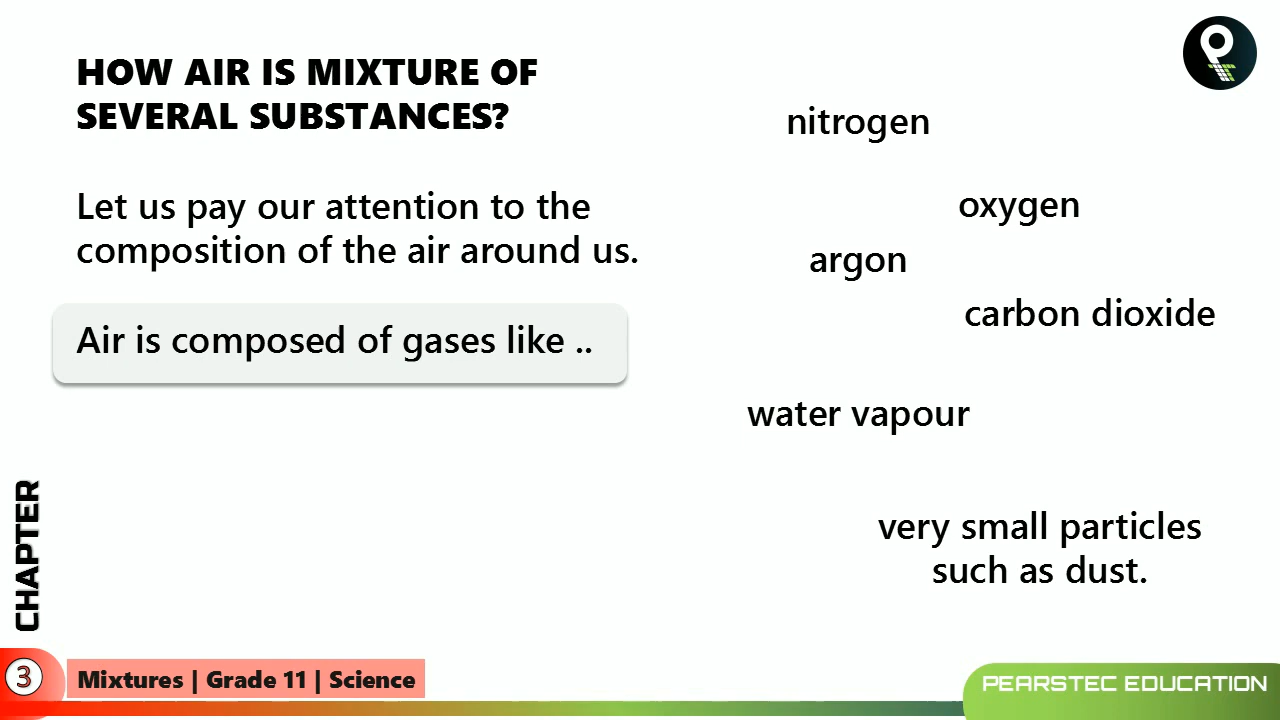 HOW AIR IS MIXTURE OF
SEVERAL SUBSTANCES?
Let us pay our attention to the
composition of the air around us.
Air is composed of gases like ..
nitrogen
oxygen
argon
carbon dioxide
water vapour
very small particles
such as dust.
CHAPTER
3
Mixtures | Grade 11 | Science
PEARSTEC EDUCATION